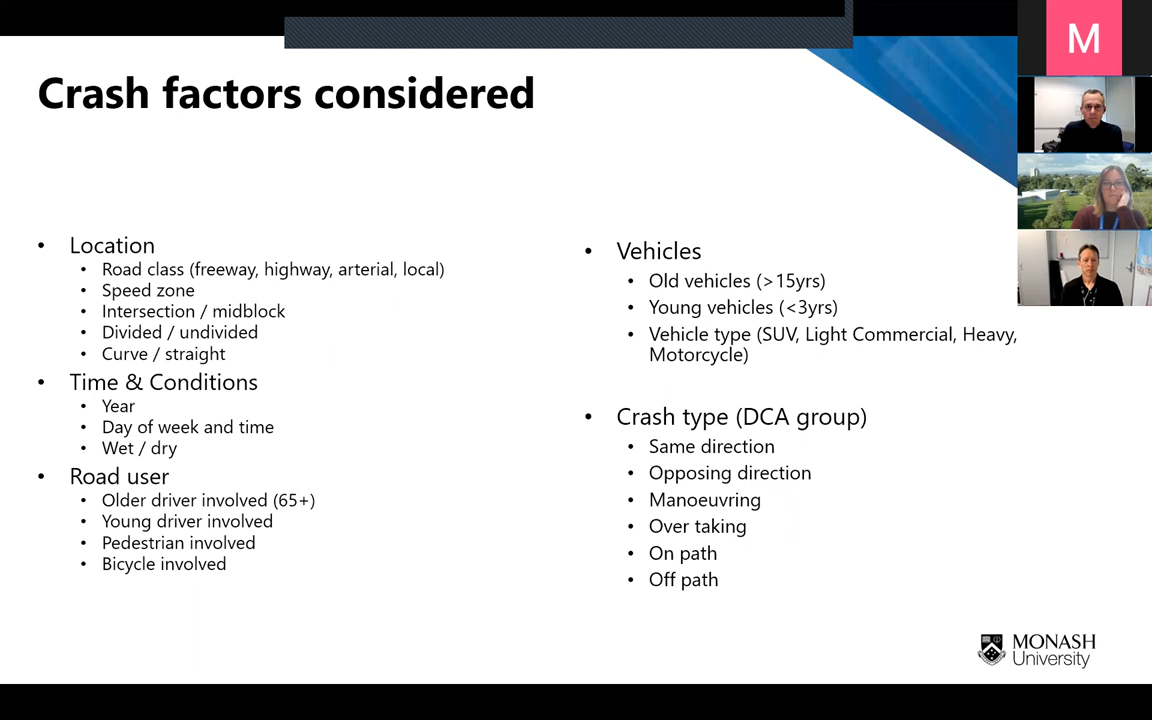 Crash factors considered
M
• Location
• Road class (freeway, highway, arterial, local)
• Speed zone
• Intersection / midblock
• Divided / undivided
• Curve / straight
• Time & Conditions
• Year
• Day of week and time
• Wet / dry
• Road user
• Older driver involved (65+)
• Young driver involved
• Pedestrian involved
• Bicycle involved
• Vehicles
• Old vehicles (>15yrs)
• Young vehicles (<3yrs)
• Vehicle type (SUV, Light Commercial, Heavy,
Motorcycle)
• Crash type (DCA group)
• Same direction
• Opposing direction
• Manoeuvring
• Over taking
• On path
• Off path
MONASH
University